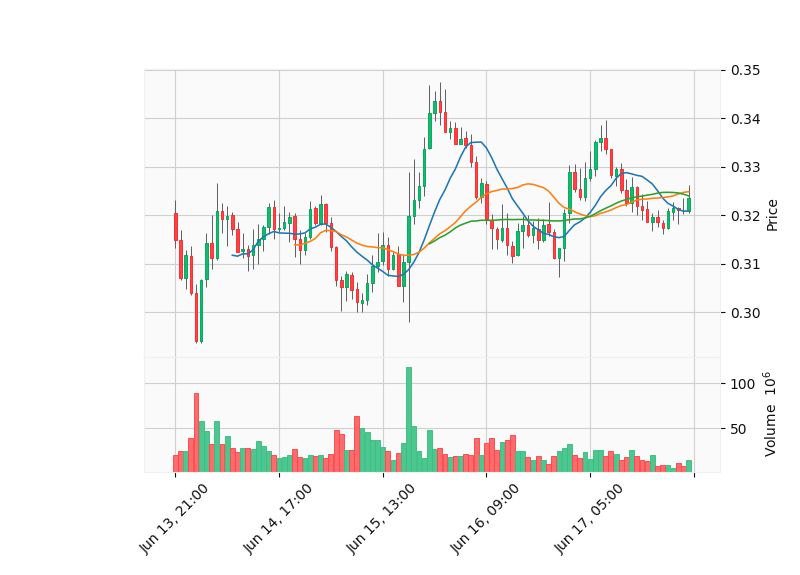 0.35
0.34
0.33
0.32
0.31
0.30
Price
100
50
Volume 10^6
Jun 13, 21:00
Jun 14, 17:00
Jun 15, 13:00
Jun 16, 09:00
Jun 17, 05:00